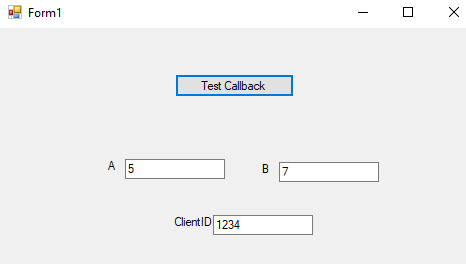 Form1
Test Callback
A 5 B 7
ClientID 1234